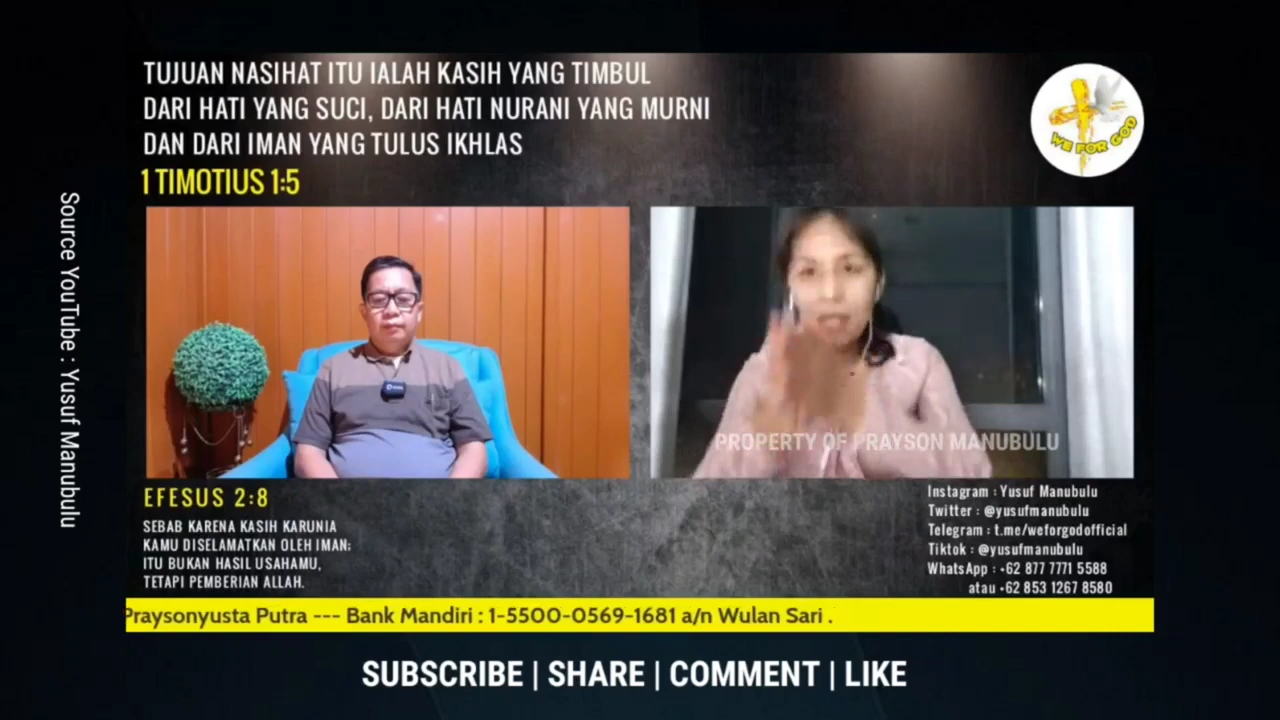 TUJUAN NASIHAT ITU IALAH KASIH YANG TIMBUL
DARI HATI YANG SUCI, DARI HATI NURANI YANG MURNI
DAN DARI IMAN YANG TULUS IKHLAS
1 TIMOTIUS 1:5
WE FOR GOD
Source YouTube : Yusuf Manubulu
PROPERTY OF PRAYSON MANUBULU
EFESUS 2:8
SEBAB KARENA KASIH KARUNIA
KAMU DISELAMATKAN OLEH IMAN;
ITU BUKAN HASIL USAHAMU,
TETAPI PEMBERIAN ALLAH.
Instagram : Yusuf Manubulu
Twitter : @yusufmanubulu
Telegram : t.me/weforgodofficial
Tiktok : @yusufmanubulu
WhatsApp : +62 877 7771 5588
atau +62 853 1267 8580
Praysonyusta Putra --- Bank Mandiri : 1-5500-0569-1681 a/n Wulan Sari .
SUBSCRIBE | SHARE | COMMENT | LIKE